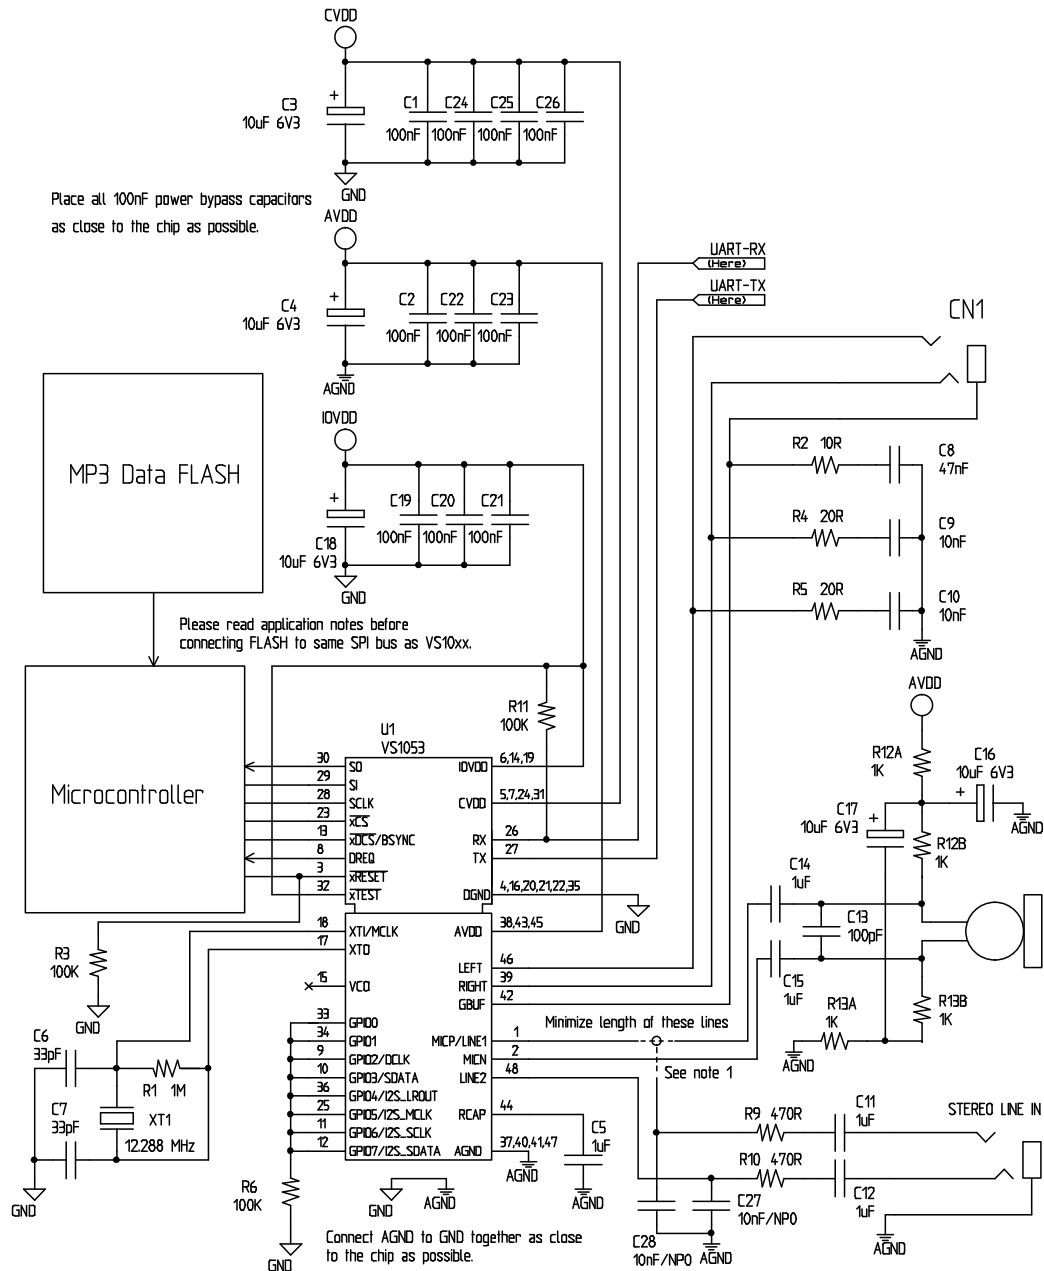 CVDD
C3
10uF 6V3
+
C1
100nF
C24
100nF
C25
100nF
C26
100nF
GND
Place all 100nF power bypass capacitors
as close to the chip as possible.
AVDD
C4
10uF 6V3
+
C2
100nF
C22
100nF
C23
100nF
AGND
UART-RX
(Here)
UART-TX
(Here)
CN1
IOVDD
+
C18
10uF 6V3
C19
100nF
C20
100nF
C21
100nF
GND
MP3 Data FLASH
Please read application notes before
connecting FLASH to same SPI bus as VS10xx.
R2 10R
C8
47nF
R4 20R
C9
10nF
R5 20R
C10
10nF
AGND
Microcontroller
R11
100K
U1
VS1053
30 SO
29 SI
28 SCLK
23 xCS
13 xDCS/BSYNC
8 DREQ
3 xRESET
32 xTEST
18 XTI/MCLK
17 XTO
15 VCO
33 GPIO0
34 GPIO1
9 GPIO2/DCLK
10 GPIO3/SDATA
36 GPIO4/I2S_LROUT
25 GPIO5/I2S_MCLK
11 GPIO6/I2S_SCLK
12 GPIO7/I2S_SDATA
IOVDD 6,14,19
CVDD 5,7,24,31
RX 26
TX 27
DGND 4,16,20,21,22,35
GND
AVDD 38,43,45
LEFT 46
RIGHT 39
GBUF 42
MICP/LINE1 1
MICN 2
LINE2 48
RCAP 44
AGND 37,40,41,47
AGND
C5
1uF
AGND
R3
100K
GND
C6
33pF
C7
33pF
R1 1M
XT1
12.288 MHz
GND
R6
100K
GND
GND
AGND
Connect AGND to GND together as close
to the chip as possible.
AVDD
R12A
1K
C16
10uF 6V3
+
AGND
C17
10uF 6V3
+
R12B
1K
C14
1uF
C13
100pF
C15
1uF
R13A
1K
R13B
1K
AGND
Minimize length of these lines
See note 1
R9 470R
C11
1uF
STEREO LINE IN
R10 470R
C12
1uF
C27
10nF/NPO
C28
10nF/NPO
AGND
AGND